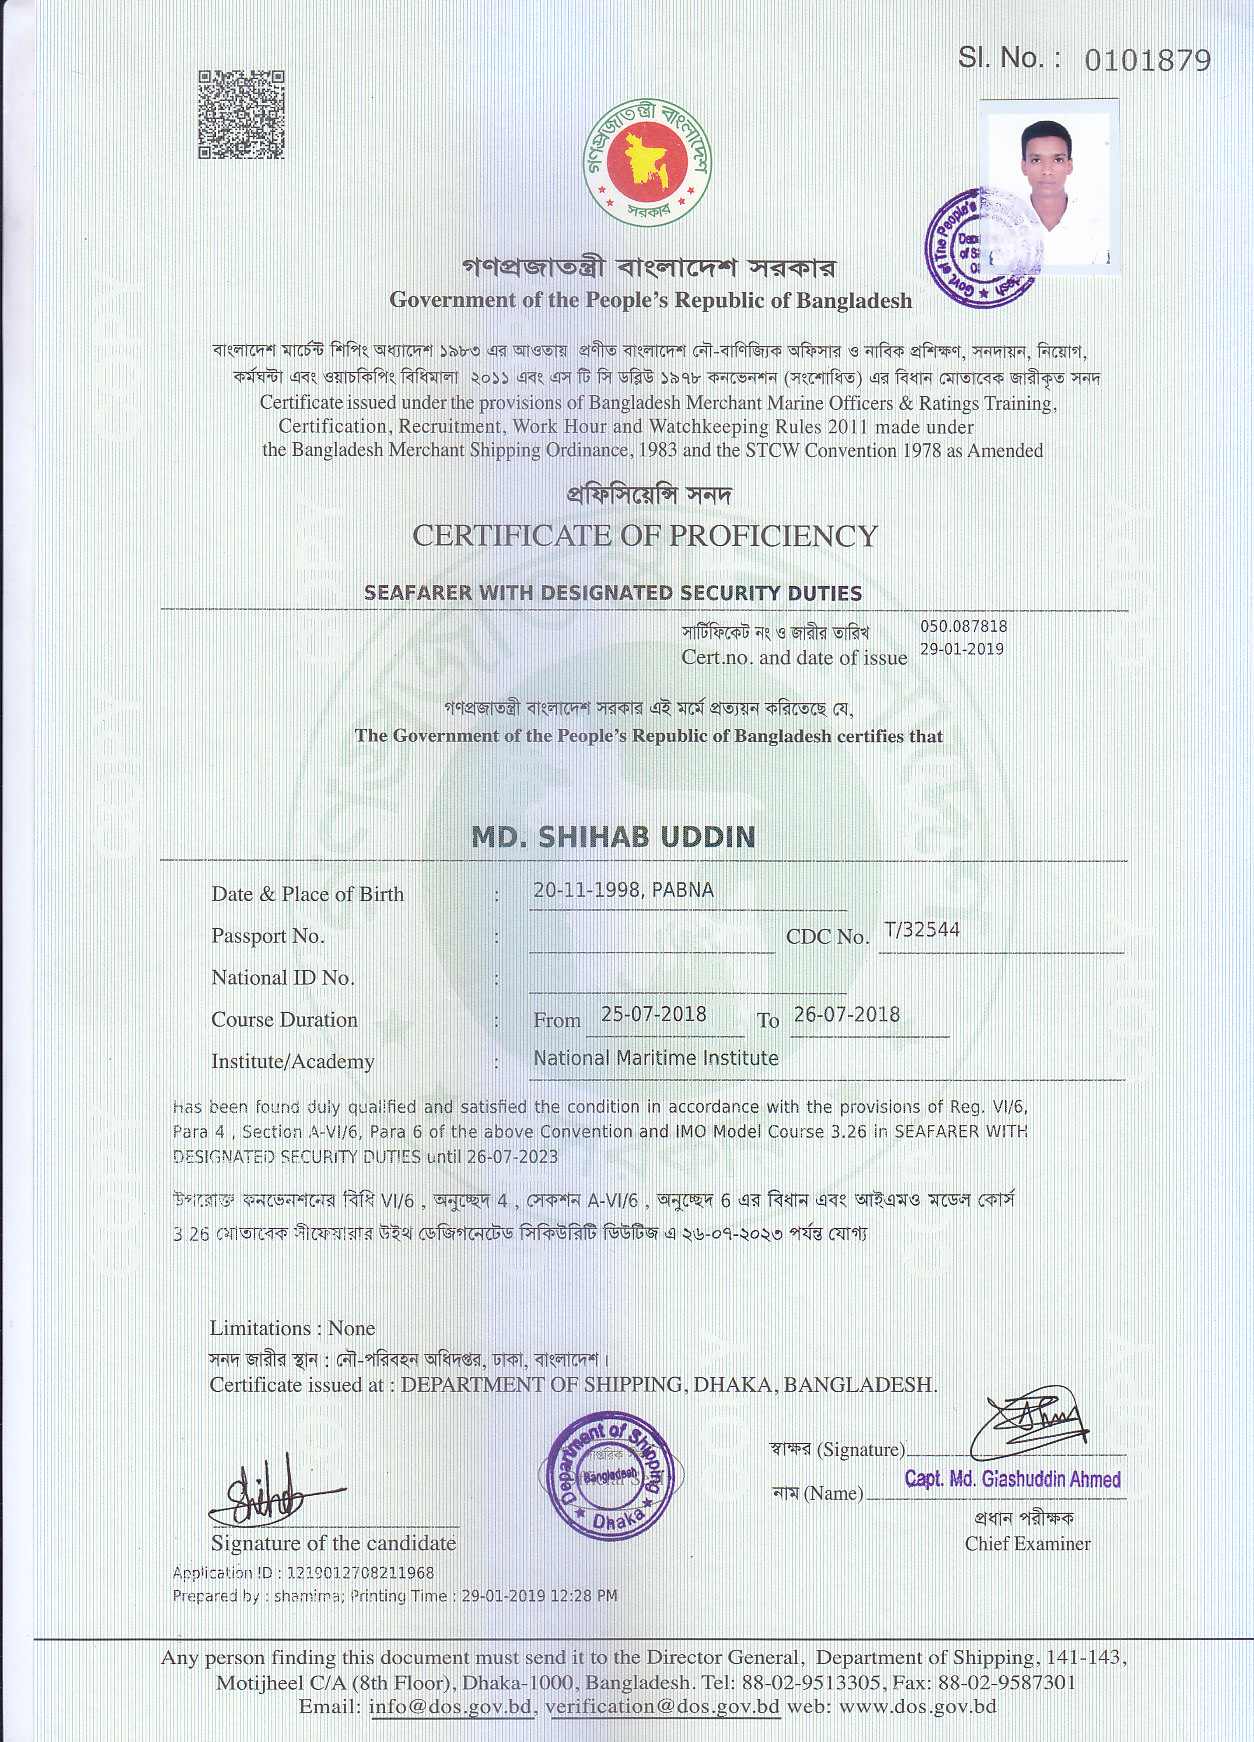 Sl. No. : 0101879
গণপ্রজাতন্ত্রী বাংলাদেশ
সরকার
গণপ্রজাতন্ত্রী বাংলাদেশ সরকার
Government of the People's Republic of Bangladesh
বাংলাদেশ মার্চেন্ট শিপিং অধ্যাদেশ ১৯৮৩ এর আওতায় প্রণীত বাংলাদেশ নৌ-বাণিজ্যিক অফিসার ও নাবিক প্রশিক্ষণ, সনদায়ন, নিয়োগ,
কর্মঘন্টা এবং ওয়াচকিপিং বিধিমালা ২০১১ এবং এস টি সি ডব্লিউ ১৯৭৮ কনভেনশন (সংশোধিত) এর বিধান মোতাবেক জারীকৃত সনদ
Certificate issued under the provisions of Bangladesh Merchant Marine Officers & Ratings Training,
Certification, Recruitment, Work Hour and Watchkeeping Rules 2011 made under
the Bangladesh Merchant Shipping Ordinance, 1983 and the STCW Convention 1978 as Amended
প্রফিসিয়েন্সি সনদ
CERTIFICATE OF PROFICIENCY
SEAFARER WITH DESIGNATED SECURITY DUTIES
সার্টিফিকেট নং ও জারীর তারিখ 050.087818
Cert.no. and date of issue 29-01-2019
গণপ্রজাতন্ত্রী বাংলাদেশ সরকার এই মর্মে প্রত্যয়ন করিতেছে যে,
The Government of the People's Republic of Bangladesh certifies that
MD. SHIHAB UDDIN
Date & Place of Birth : 20-11-1998, PABNA
Passport No. : CDC No. T/32544
National ID No. :
Course Duration : From 25-07-2018 To 26-07-2018
Institute/Academy : National Maritime Institute
Has been found duly qualified and satisfied the condition in accordance with the provisions of Reg. VI/6,
Para 4 , Section A-VI/6, Para 6 of the above Convention and IMO Model Course 3.26 in SEAFARER WITH
DESIGNATED SECURITY DUTIES until 26-07-2023
উপরোক্ত কনভেনশনের বিধি VI/6 , অনুচ্ছেদ 4 , সেকশন A-VI/6 , অনুচ্ছেদ 6 এর বিধান এবং আইএমও মডেল কোর্স
3.26 মোতাবেক সীফেয়ারার উইথ ডেজিগনেটেড সিকিউরিটি ডিউটিজ এ ২৬-০৭-২০২৩ পর্যন্ত যোগ্য
Limitations : None
সনদ জারীর স্থান : নৌ-পরিবহন অধিদপ্তর, ঢাকা, বাংলাদেশ।
Certificate issued at : DEPARTMENT OF SHIPPING, DHAKA, BANGLADESH.
Department of Shipping
Bangladesh
Dhaka
স্বাক্ষর (Signature)
নাম (Name) Capt. Md. Giashuddin Ahmed
প্রধান পরীক্ষক
Chief Examiner
Shihab
Signature of the candidate
Application ID : 1219012708211968
Prepared by : shamima; Printing Time : 29-01-2019 12:28 PM
Any person finding this document must send it to the Director General, Department of Shipping, 141-143,
Motijheel C/A (8th Floor), Dhaka-1000, Bangladesh. Tel: 88-02-9513305, Fax: 88-02-9587301
Email: info@dos.gov.bd, verification@dos.gov.bd web: www.dos.gov.bd